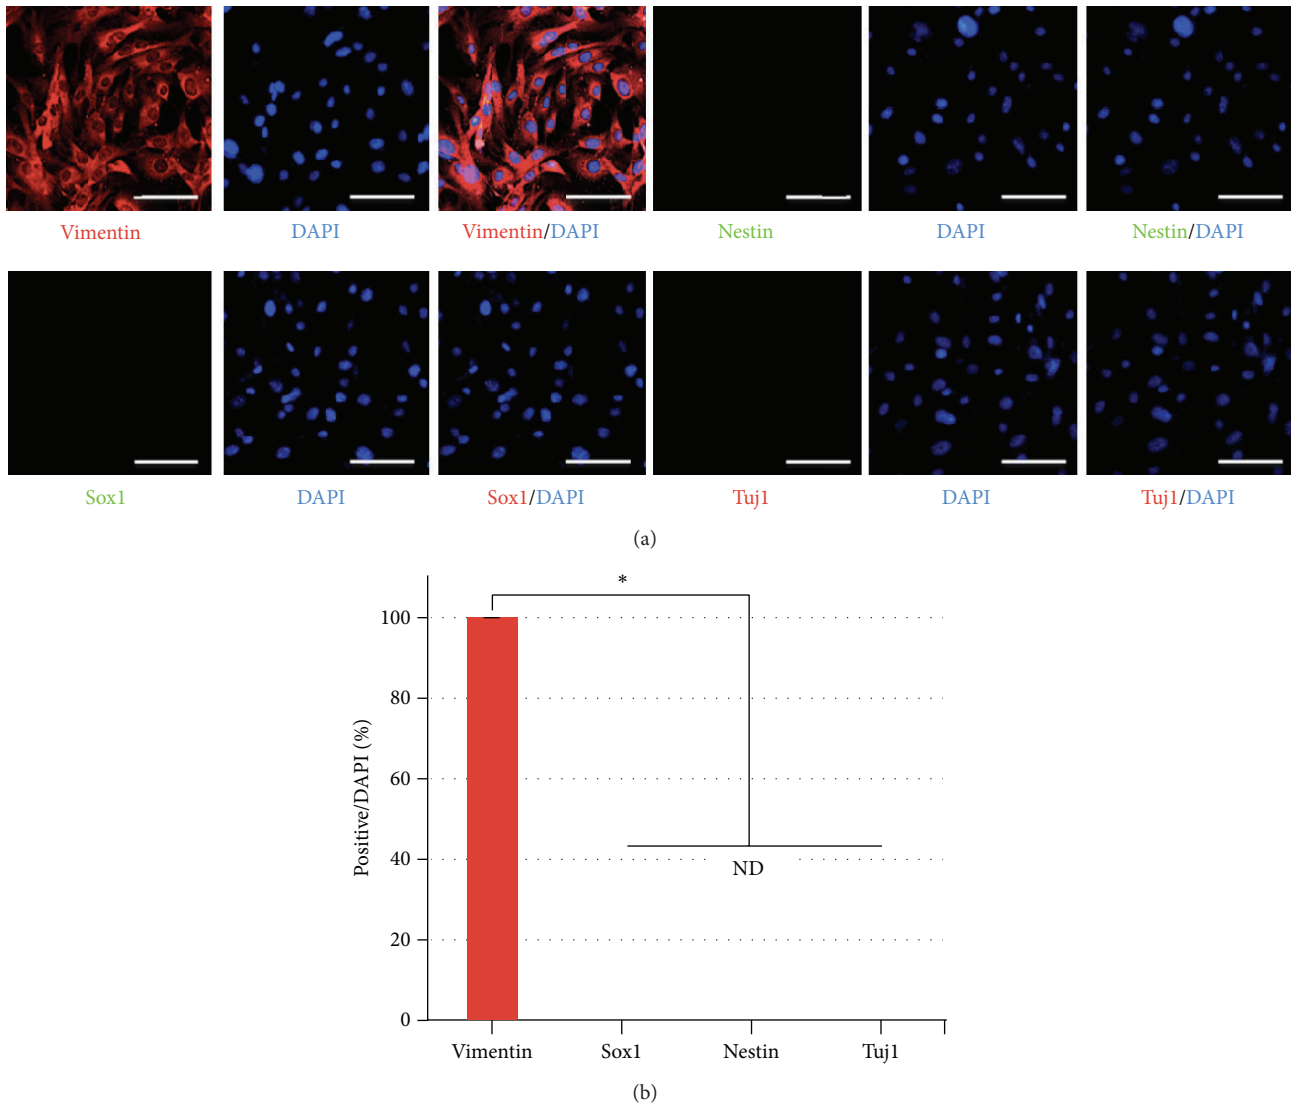 Vimentin DAPI Vimentin/DAPI Nestin DAPI Nestin/DAPI
Sox1 DAPI Sox1/DAPI Tuj1 DAPI Tuj1/DAPI
(a)
*
100
80
60
40
20
0
Positive/DAPI (%)
ND
Vimentin Sox1 Nestin Tuj1
(b)